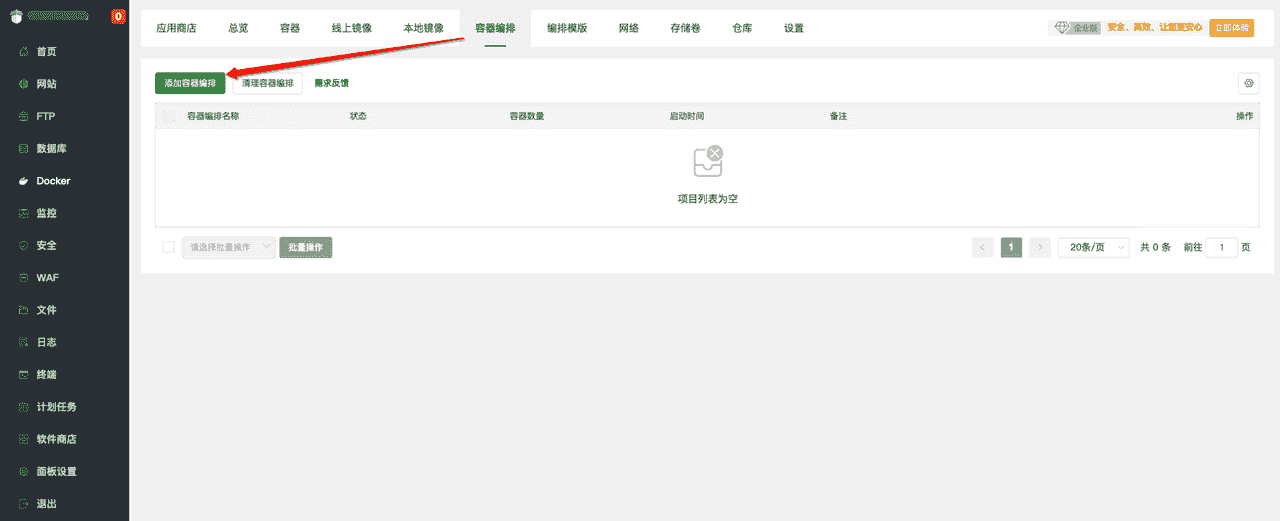 0
首页
网站
FTP
数据库
Docker
监控
安全
WAF
文件
日志
终端
计划任务
软件商店
面板设置
退出
应用商店 总览 容器 线上镜像 本地镜像 容器编排 编排模版 网络 存储卷 仓库 设置
企业版 安全、高效、让您更安心 立即体验
添加容器编排 清理容器编排 需求反馈
容器编排名称 状态 容器数量 启动时间 备注 操作
项目列表为空
请选择批量操作 批量操作 1 20条/页 共 0 条 前往 1 页